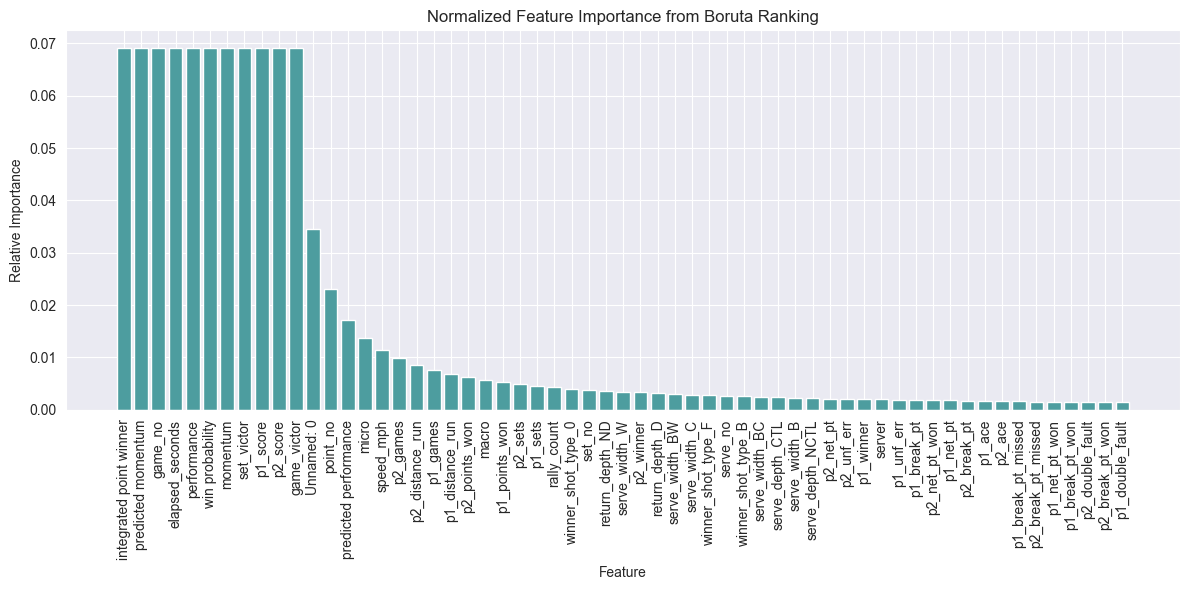 Normalized Feature Importance from Boruta Ranking
Relative Importance
0.07
0.06
0.05
0.04
0.03
0.02
0.01
0.00
integrated point winner
predicted momentum
game_no
elapsed_seconds
performance
win probability
momentum
set_victor
p1_score
p2_score
game_victor
Unnamed: 0
point_no
predicted performance
micro
speed_mph
p2_games
p2_distance_run
p1_games
p1_distance_run
p2_points_won
macro
p1_points_won
p2_sets
p1_sets
rally_count
winner_shot_type_0
set_no
return_depth_ND
serve_width_W
p2_winner
return_depth_D
serve_width_BW
serve_width_C
winner_shot_type_F
serve_no
winner_shot_type_B
serve_width_BC
serve_depth_CTL
serve_width_B
serve_depth_NCTL
p2_net_pt
p2_unf_err
p1_winner
server
p1_unf_err
p1_break_pt
p2_net_pt_won
p1_net_pt
p2_break_pt
p1_ace
p2_ace
p1_break_pt_missed
p2_break_pt_missed
p1_net_pt_won
p1_break_pt_won
p2_double_fault
p2_break_pt_won
p1_double_fault
Feature